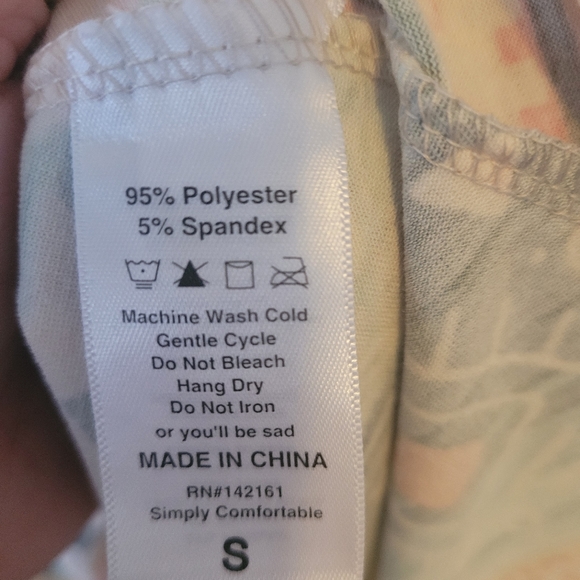 95% Polyester
5% Spandex
Machine Wash Cold
Gentle Cycle
Do Not Bleach
Hang Dry
Do Not Iron
or you'll be sad
MADE IN CHINA
RN#142161
Simply Comfortable
S